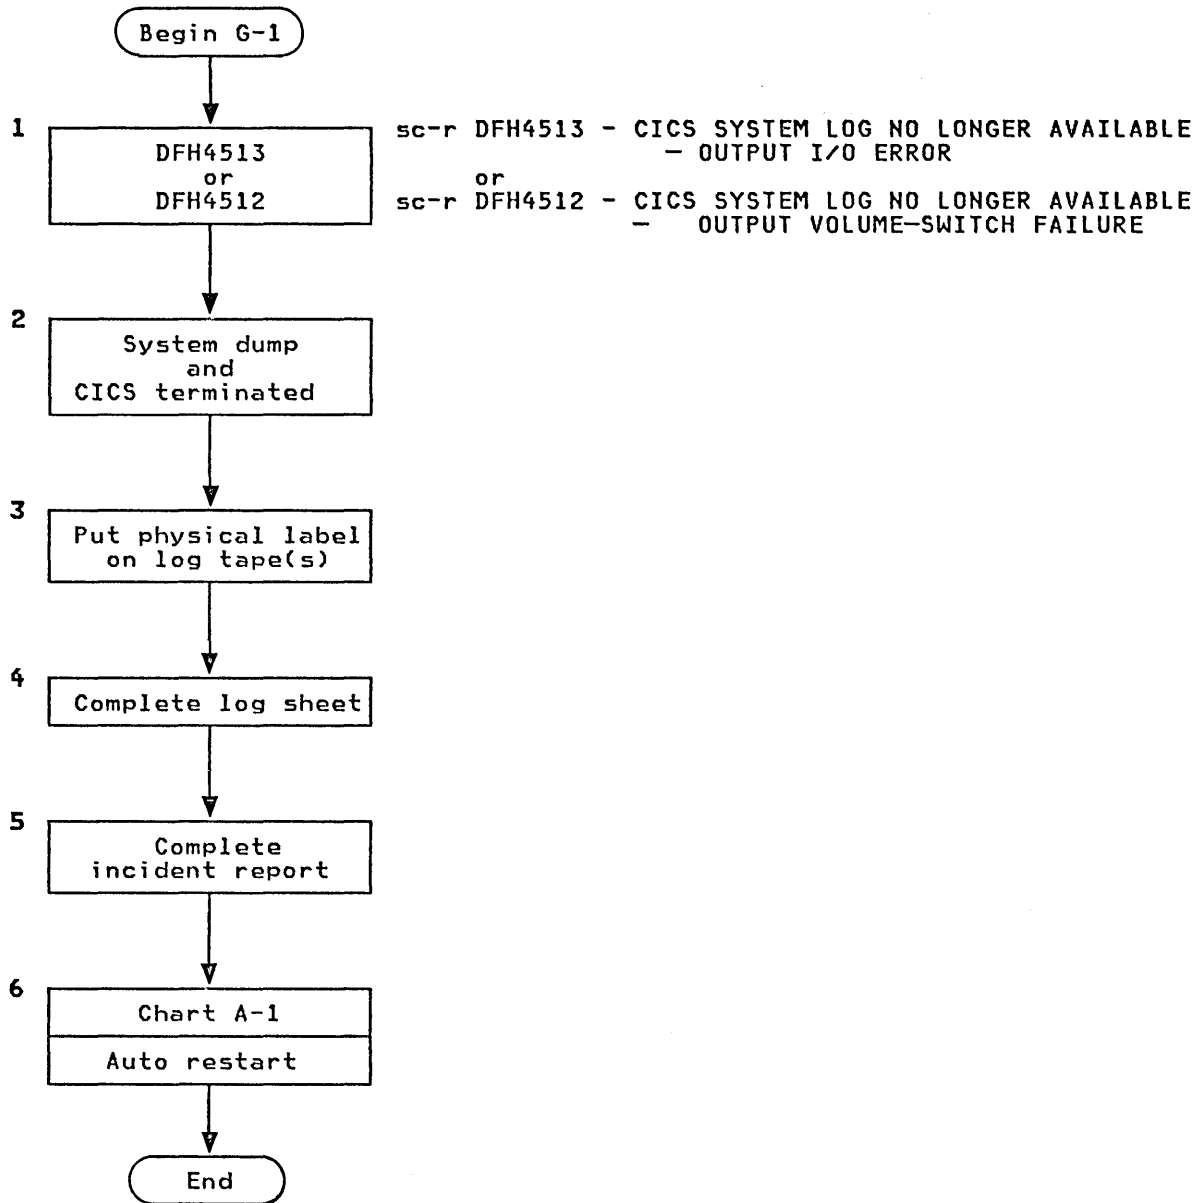 Begin G-1
1
DFH4513
or
DFH4512
sc-r DFH4513 - CICS SYSTEM LOG NO LONGER AVAILABLE
— OUTPUT I/O ERROR
or
sc-r DFH4512 - CICS SYSTEM LOG NO LONGER AVAILABLE
— OUTPUT VOLUME—SWITCH FAILURE
2
System dump
and
CICS terminated
3
Put physical label
on log tape(s)
4
Complete log sheet
5
Complete
incident report
6
Chart A-1
Auto restart
End